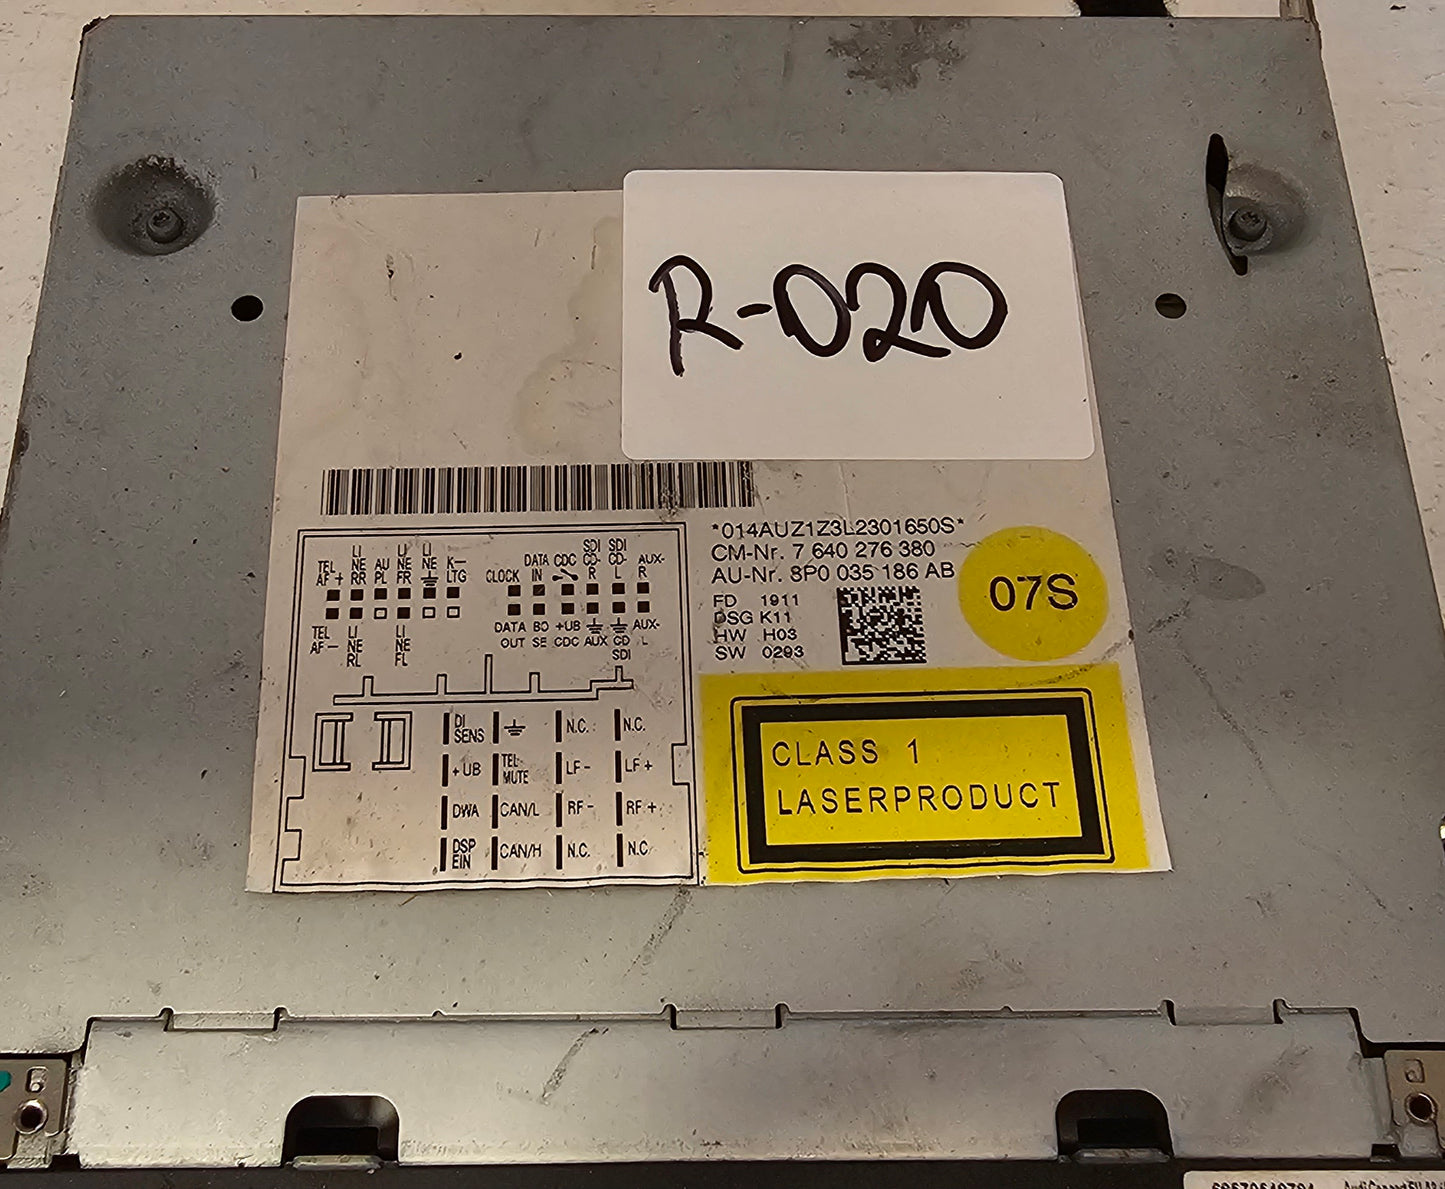 R-020
*014AUZ1Z3L2301650S*
CM-Nr. 7 640 276 380
AU-Nr. 8P0 035 186 AB
FD 1911
DSG K11
HW H03
SW 0293
07S
CLASS 1
LASERPRODUCT
TEL AF +
LI NE RR
AU PL
LI NE FR
LI NE
K- LTG
CLOCK
DATA IN
CDC
SDI CD- R
SDI CD- L
AUX- R
TEL AF -
LI NE RL
LI NE FL
DATA OUT
BO SE
+UB CDC
AUX
CD SDI
AUX- L
DI SENS
N.C.
N.C.
+UB
TEL- MUTE
LF -
LF +
DWA
CAN/L
RF -
RF +
DSP EIN
CAN/H
N.C.
N.C.